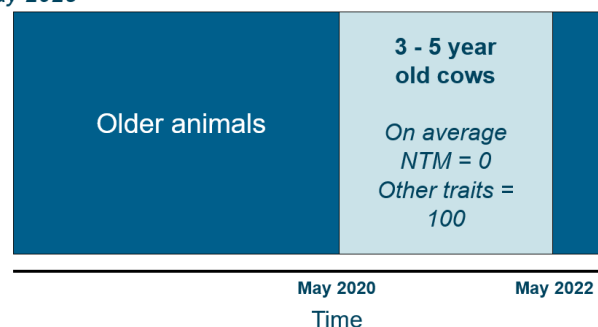 3 - 5 year
old cows
Older animals
On average
NTM = 0
Other traits =
100
May 2020
May 2022
Time